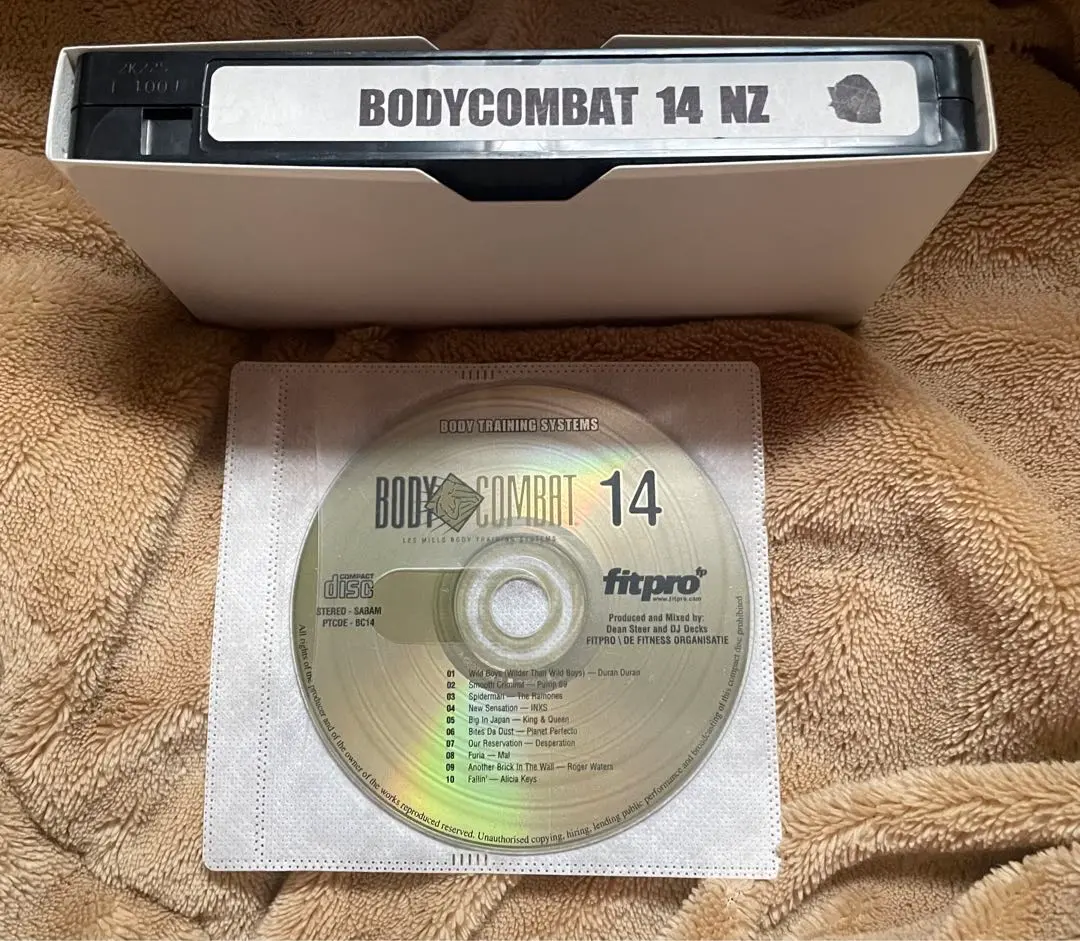 2K225
1 1001
BODYCOMBAT 14 NZ
BODY TRAINING SYSTEMS
BODY COMBAT 14
LES MILLS BODY TRAINING SYSTEMS
COMPACT
disc
STEREO - SABAM
PTCDE - BC14
fitpro fp
www.fitpro.com
Produced and Mixed by:
Dean Steer and DJ Decks
FITPRO \ DE FITNESS ORGANISATIE
01 Wild Boys (Wilder Than Wild Boys) — Duran Duran
02 Smooth Criminal — Pump 69
03 Spiderman — The Ramones
04 New Sensation — INXS
05 Big In Japan — King & Queen
06 Bites Da Dust — Planet Perfecto
07 Our Reservation — Desperation
08 Furia — Mal
09 Another Brick In The Wall — Roger Waters
10 Fallin' — Alicia Keys
All rights of the producer and of the owner of the works reproduced reserved. Unauthorised copying, hiring, lending public performance and broadcasting of this compact disc prohibited